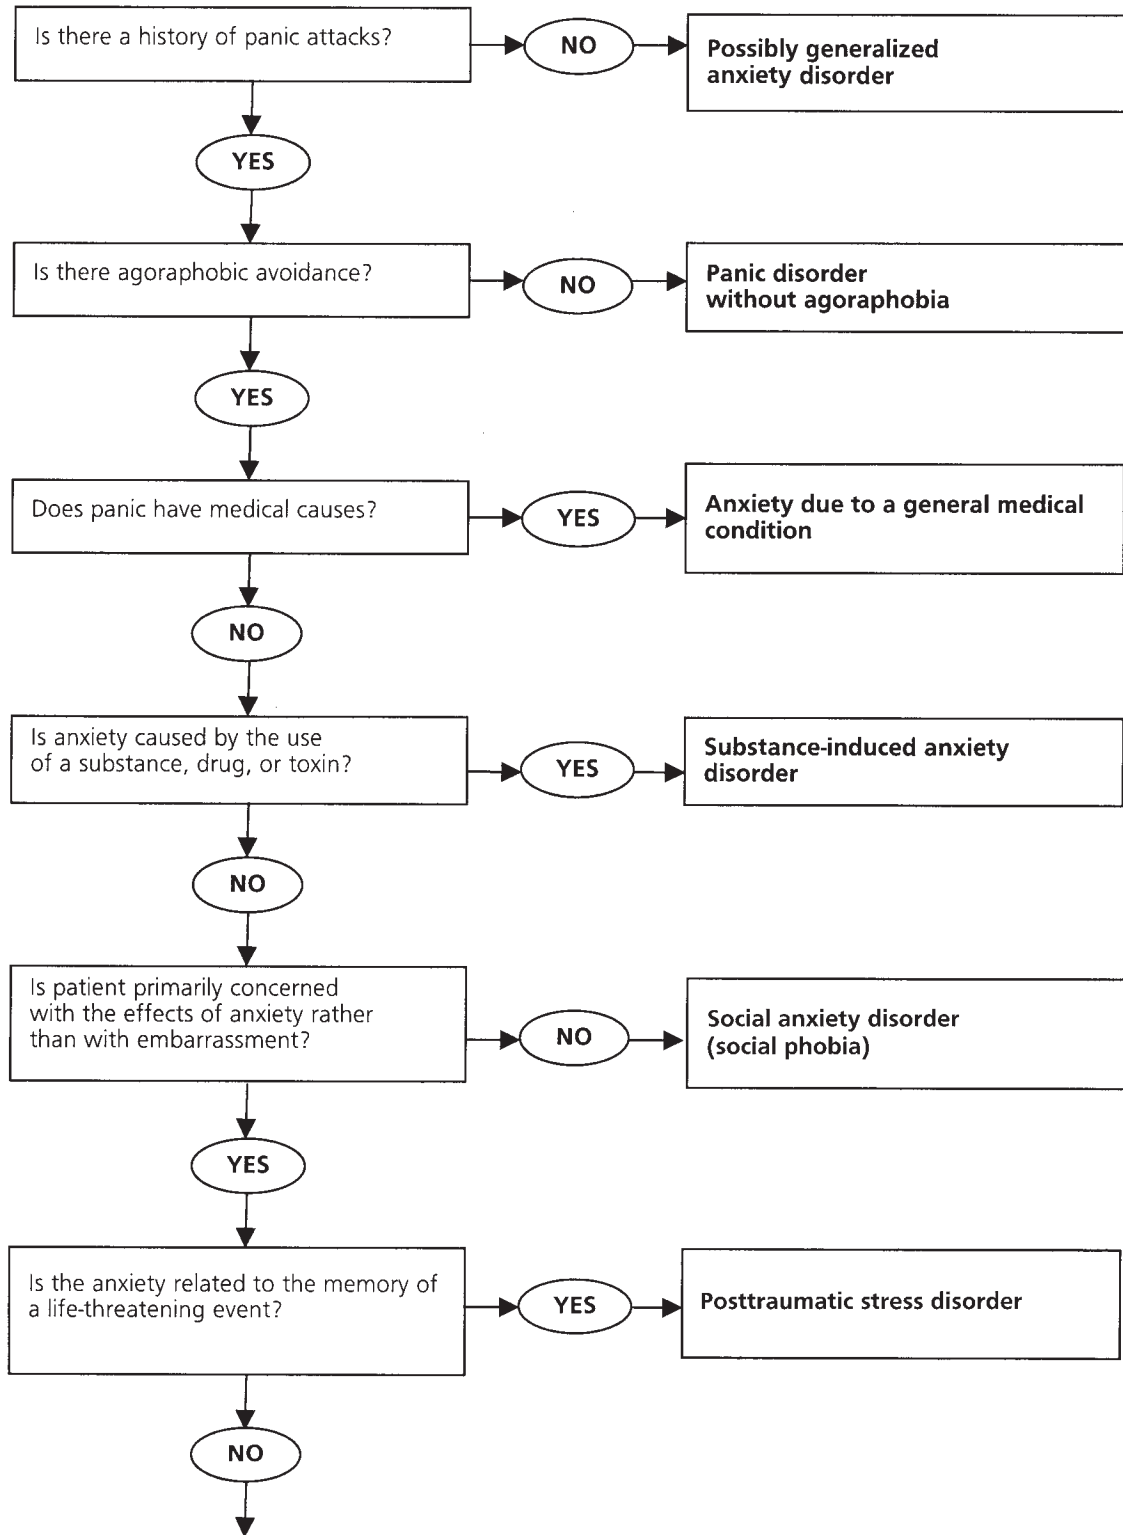 Is there a history of panic attacks?
NO
Possibly generalized
anxiety disorder
YES
Is there agoraphobic avoidance?
NO
Panic disorder
without agoraphobia
YES
Does panic have medical causes?
YES
Anxiety due to a general medical
condition
NO
Is anxiety caused by the use
of a substance, drug, or toxin?
YES
Substance-induced anxiety
disorder
NO
Is patient primarily concerned
with the effects of anxiety rather
than with embarrassment?
NO
Social anxiety disorder
(social phobia)
YES
Is the anxiety related to the memory of
a life-threatening event?
YES
Posttraumatic stress disorder
NO